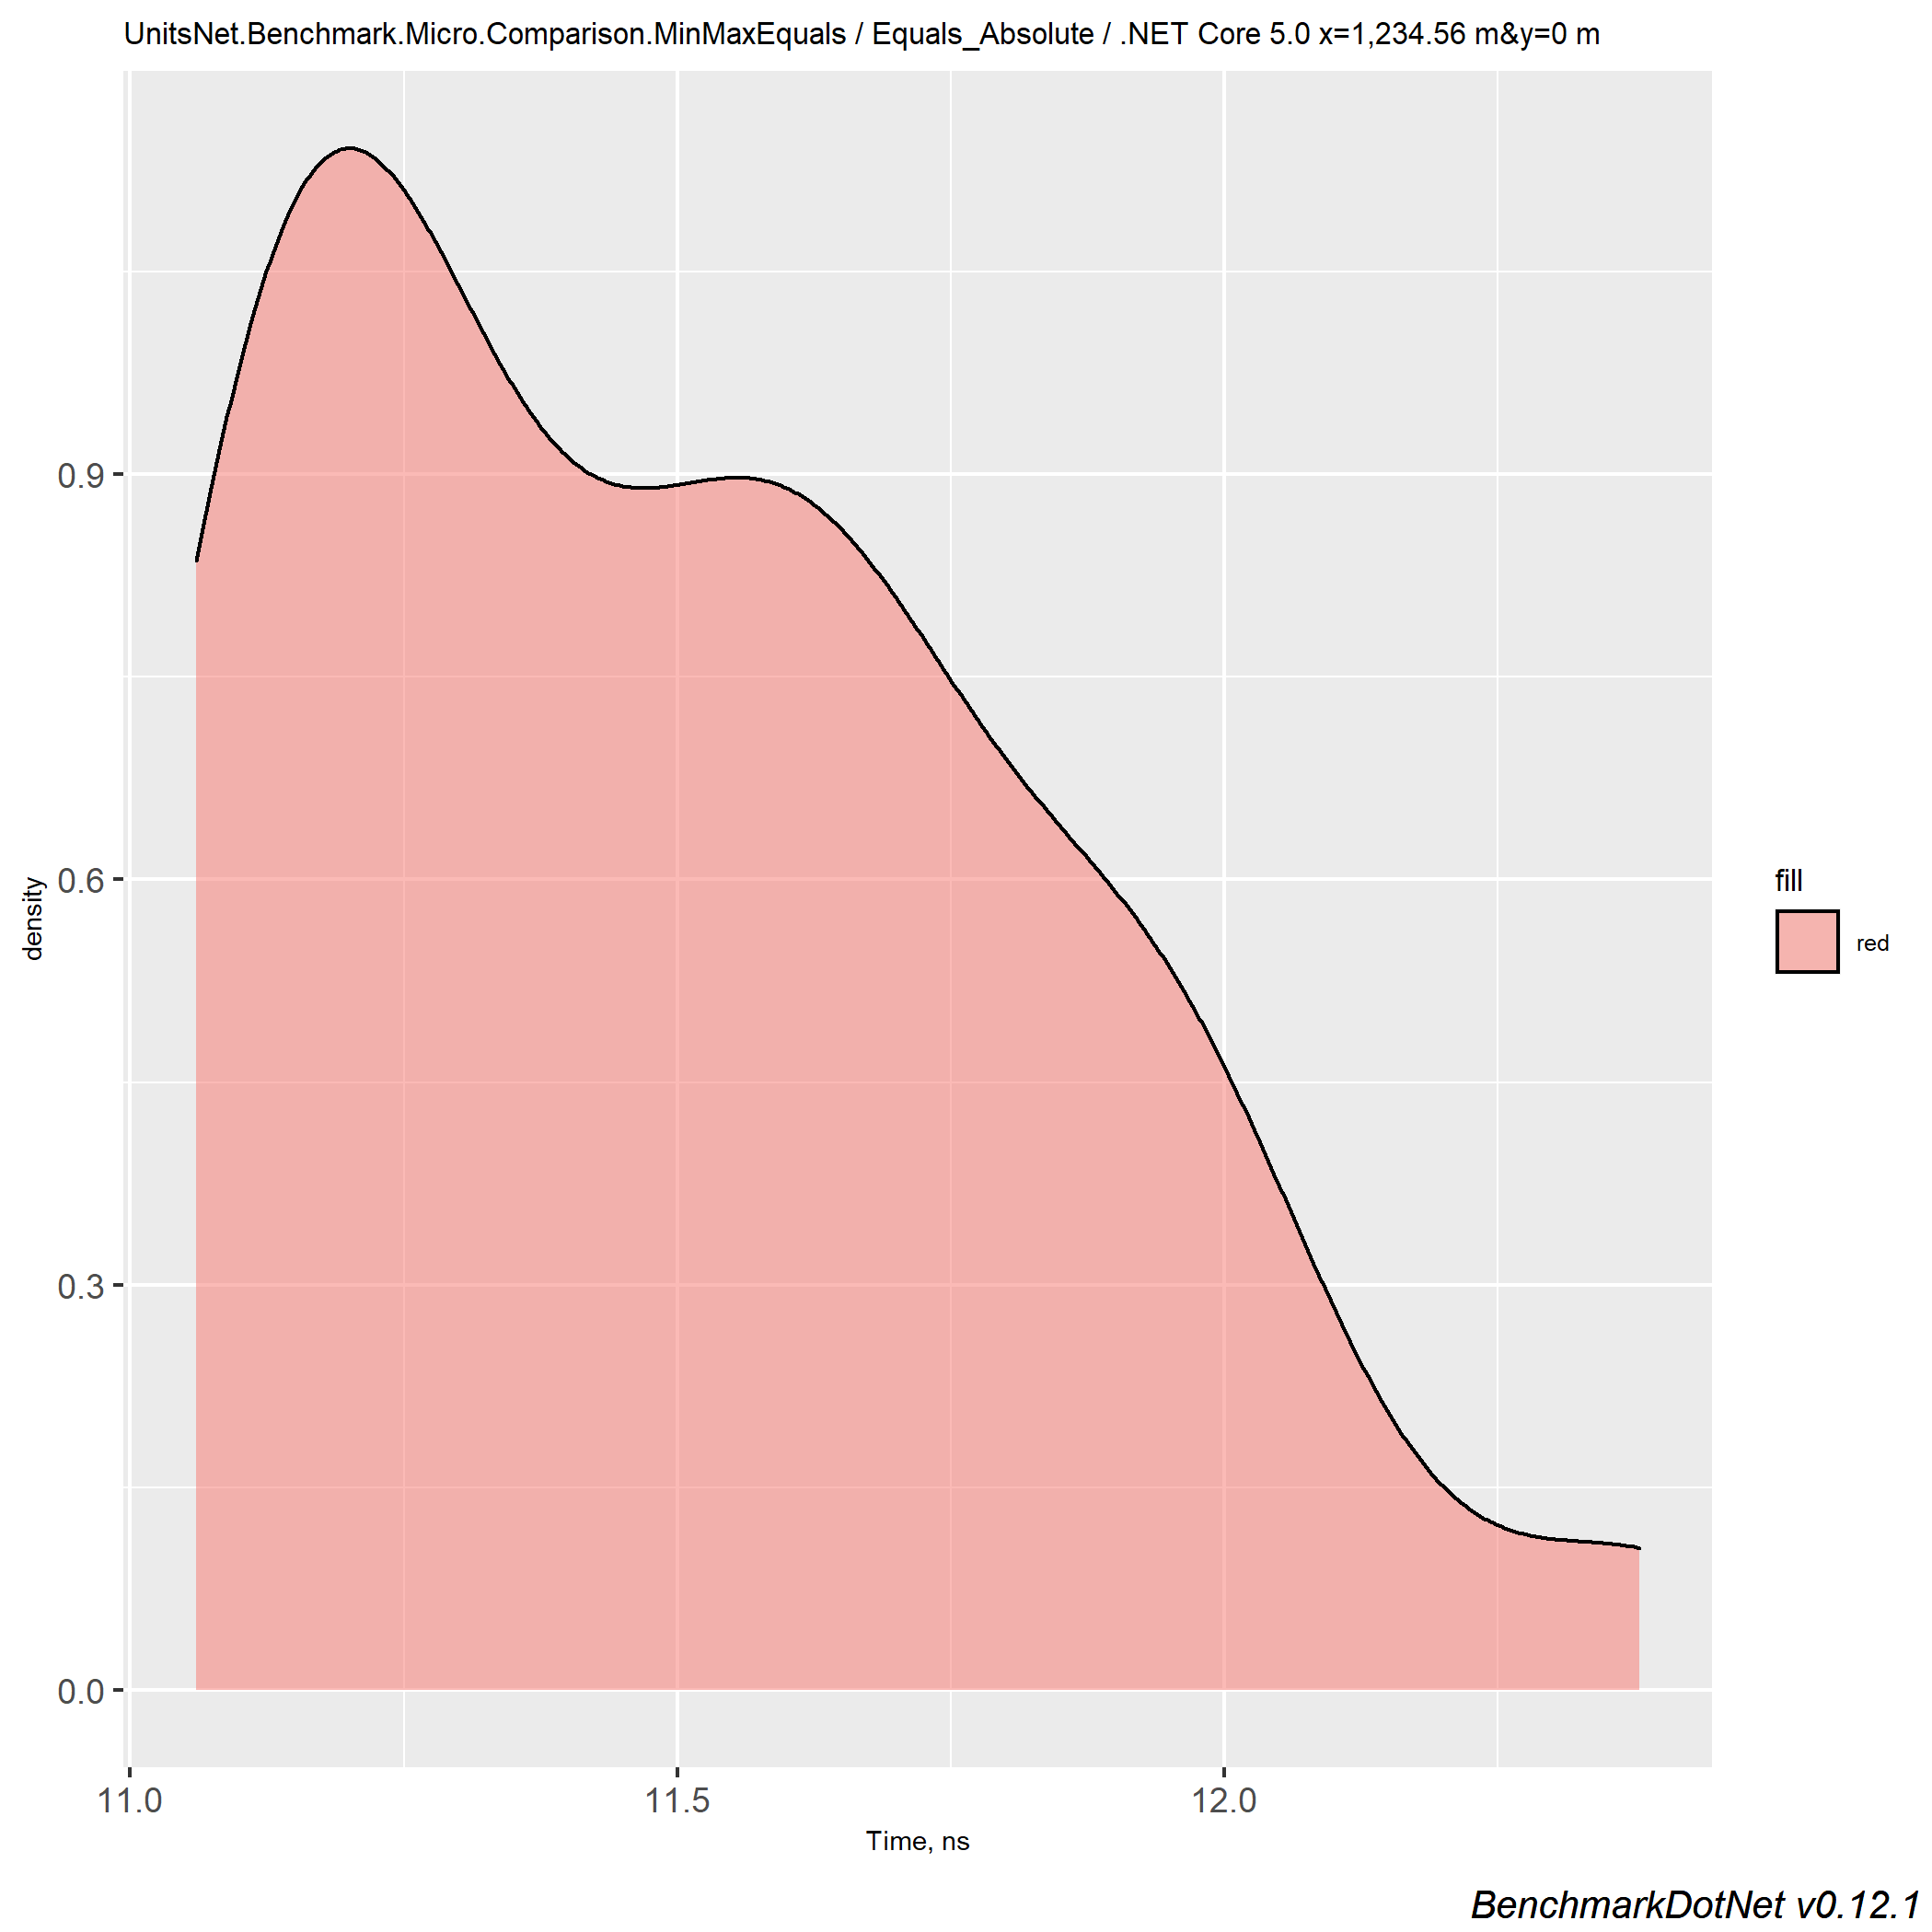 UnitsNet.Benchmark.Micro.Comparison.MinMaxEquals / Equals_Absolute / .NET Core 5.0 x=1,234.56 m&y=0 m
0.9
0.6
0.3
0.0
density
11.0 11.5 12.0
Time, ns
fill
red
BenchmarkDotNet v0.12.1